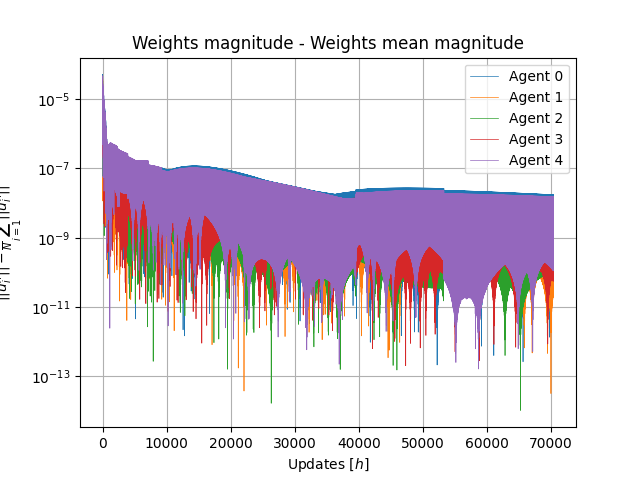 Weights magnitude - Weights mean magnitude
Agent 0
Agent 1
Agent 2
Agent 3
Agent 4
10⁻⁵
10⁻⁷
10⁻⁹
10⁻¹¹
10⁻¹³
0 10000 20000 30000 40000 50000 60000 70000
Updates [h]